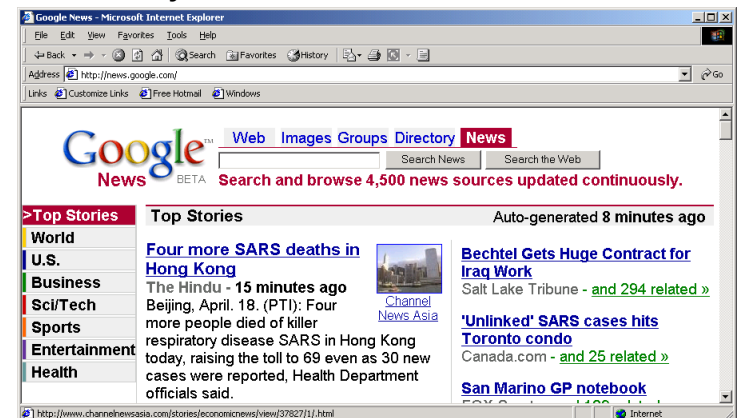 Google News - Microsoft Internet Explorer
File Edit View Favorites Tools Help
Back Search Favorites History
Address http://news.google.com/ Go
Links Customize Links Free Hotmail Windows
Google™ Web Images Groups Directory News
Search News Search the Web
News BETA Search and browse 4,500 news sources updated continuously.
>Top Stories
World
U.S.
Business
Sci/Tech
Sports
Entertainment
Health
Top Stories Auto-generated 8 minutes ago
Four more SARS deaths in
Hong Kong
The Hindu - 15 minutes ago
Beijing, April. 18. (PTI): Four
more people died of killer
respiratory disease SARS in Hong Kong
today, raising the toll to 69 even as 30 new
cases were reported, Health Department
officials said.
Channel
News Asia
Bechtel Gets Huge Contract for
Iraq Work
Salt Lake Tribune - and 294 related »
'Unlinked' SARS cases hits
Toronto condo
Canada.com - and 25 related »
San Marino GP notebook
http://www.channelnewsasia.com/stories/economicnews/view/37827/1/.html Internet